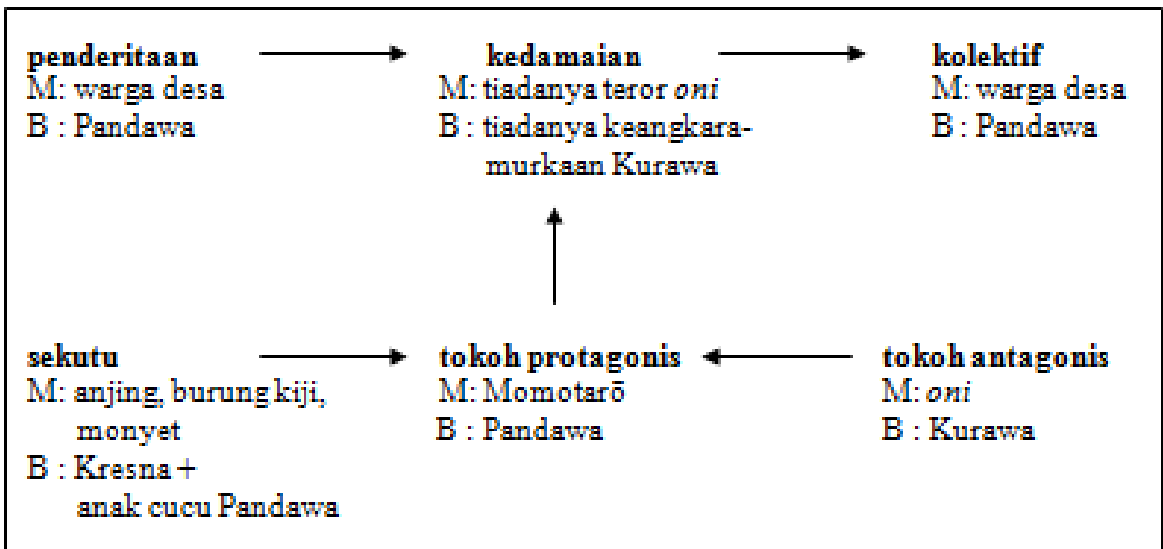 penderitaan
M: warga desa
B : Pandawa
kedamaian
M: tiadanya teror oni
B : tiadanya keangkara-
murkaan Kurawa
kolektif
M: warga desa
B : Pandawa
sekutu
M: anjing, burung kiji,
monyet
B : Kresna +
anak cucu Pandawa
tokoh protagonis
M: Momotarō
B : Pandawa
tokoh antagonis
M: oni
B : Kurawa